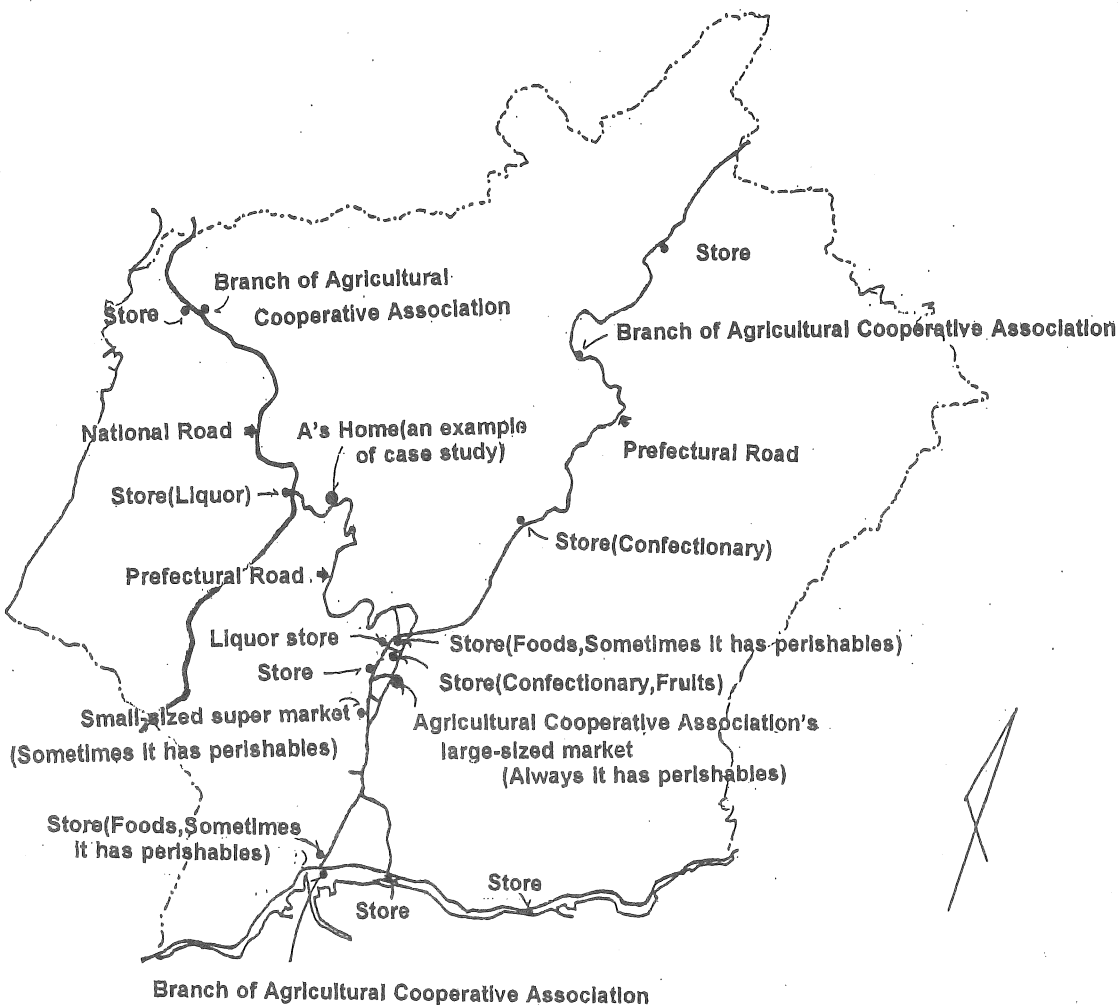 Store
Branch of Agricultural
Cooperative Association
Store
Branch of Agricultural Cooperative Association
National Road
A's Home(an example
of case study)
Prefectural Road
Store(Liquor)
Store(Confectionary)
Prefectural Road
Liquor store
Store(Foods,Sometimes it has perishables)
Store
Store(Confectionary,Fruits)
Small-sized super market
(Sometimes it has perishables)
Agricultural Cooperative Association's
large-sized market
(Always it has perishables)
Store(Foods,Sometimes
it has perishables)
Store
Store
Branch of Agricultural Cooperative Association